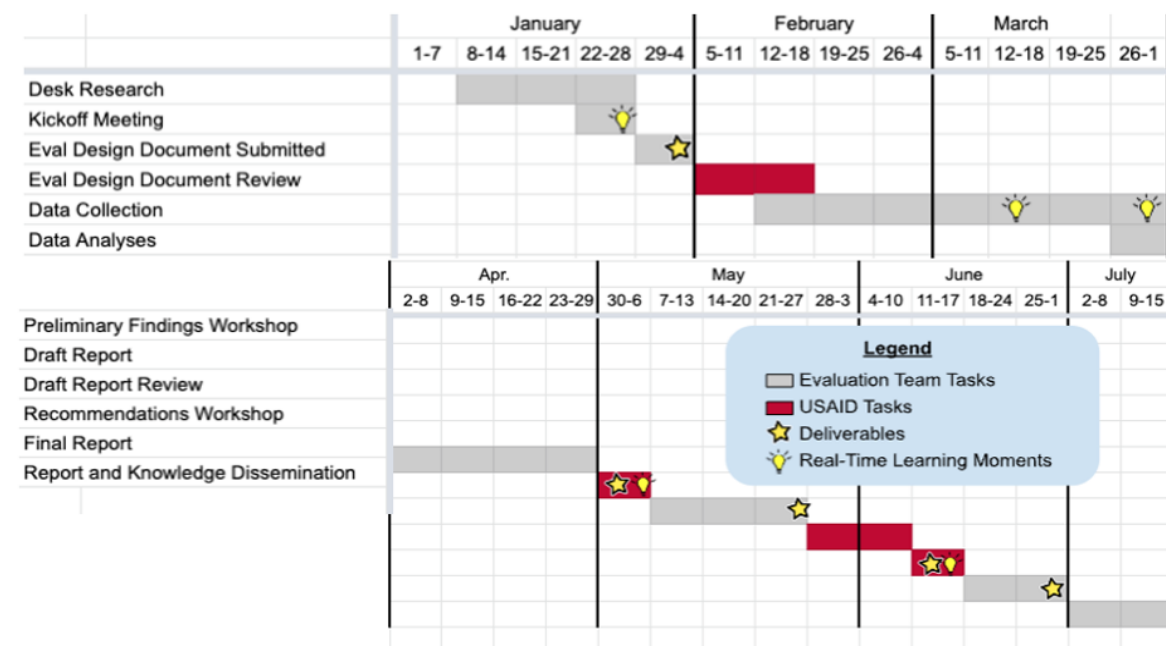 January February March
1-7 8-14 15-21 22-28 29-4 5-11 12-18 19-25 26-4 5-11 12-18 19-25 26-1
Desk Research
Kickoff Meeting
Eval Design Document Submitted
Eval Design Document Review
Data Collection
Data Analyses
Apr. May June July
2-8 9-15 16-22 23-29 30-6 7-13 14-20 21-27 28-3 4-10 11-17 18-24 25-1 2-8 9-15
Preliminary Findings Workshop
Draft Report
Draft Report Review
Recommendations Workshop
Final Report
Report and Knowledge Dissemination
Legend
Evaluation Team Tasks
USAID Tasks
Deliverables
Real-Time Learning Moments